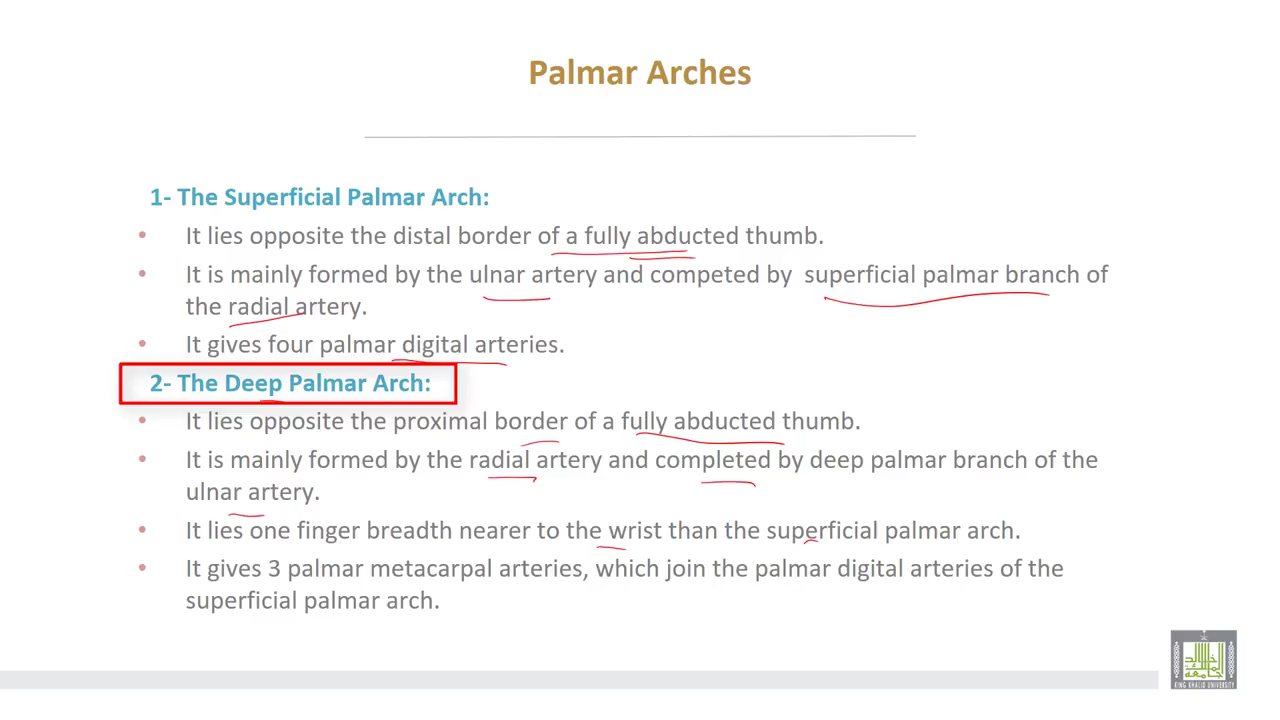 Palmar Arches
1- The Superficial Palmar Arch:
• It lies opposite the distal border of a fully abducted thumb.
• It is mainly formed by the ulnar artery and competed by superficial palmar branch of
the radial artery.
• It gives four palmar digital arteries.
2- The Deep Palmar Arch:
• It lies opposite the proximal border of a fully abducted thumb.
• It is mainly formed by the radial artery and completed by deep palmar branch of the
ulnar artery.
• It lies one finger breadth nearer to the wrist than the superficial palmar arch.
• It gives 3 palmar metacarpal arteries, which join the palmar digital arteries of the
superficial palmar arch.
KING KHALID UNIVERSITY